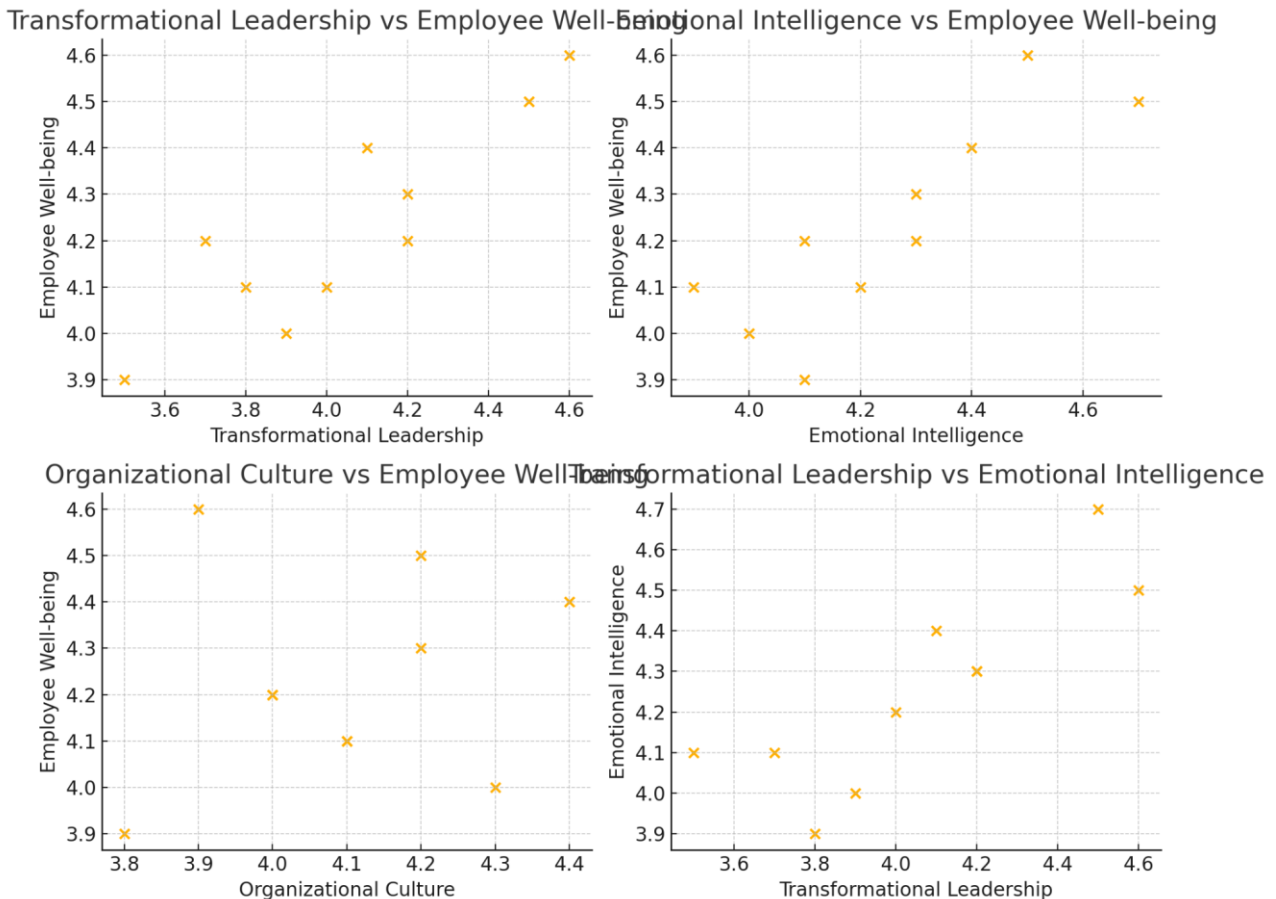 Transformational Leadership vs Employee Well-being
Emotional Intelligence vs Employee Well-being
4.6
4.5
4.4
4.3
4.2
4.1
4.0
3.9
Employee Well-being
3.6 3.8 4.0 4.2 4.4 4.6
Transformational Leadership
4.6
4.5
4.4
4.3
4.2
4.1
4.0
3.9
Employee Well-being
4.0 4.2 4.4 4.6
Emotional Intelligence
Organizational Culture vs Employee Well-being
Transformational Leadership vs Emotional Intelligence
4.6
4.5
4.4
4.3
4.2
4.1
4.0
3.9
Employee Well-being
3.8 3.9 4.0 4.1 4.2 4.3 4.4
Organizational Culture
4.7
4.6
4.5
4.4
4.3
4.2
4.1
4.0
3.9
Emotional Intelligence
3.6 3.8 4.0 4.2 4.4 4.6
Transformational Leadership